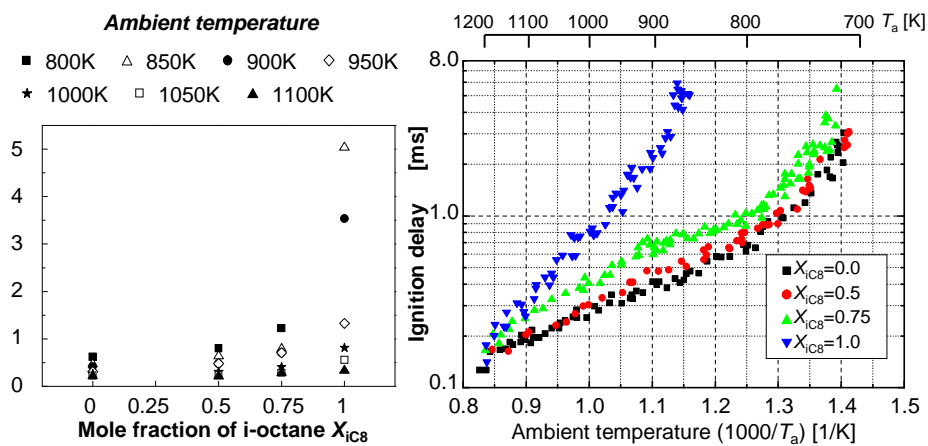 Ambient temperature
800K 850K 900K 950K
1000K 1050K 1100K
5
4
3
2
1
0
0 0.25 0.5 0.75 1
Mole fraction of i-octane XiC8
Ignition delay [ms]
1200 1100 1000 900 850 800 700 Ta [K]
8.0
1.0
0.1
XiC8=0.0
XiC8=0.5
XiC8=0.75
XiC8=1.0
0.8 0.9 1.0 1.1 1.2 1.3 1.4 1.5
Ambient temperature (1000/Ta) [1/K]